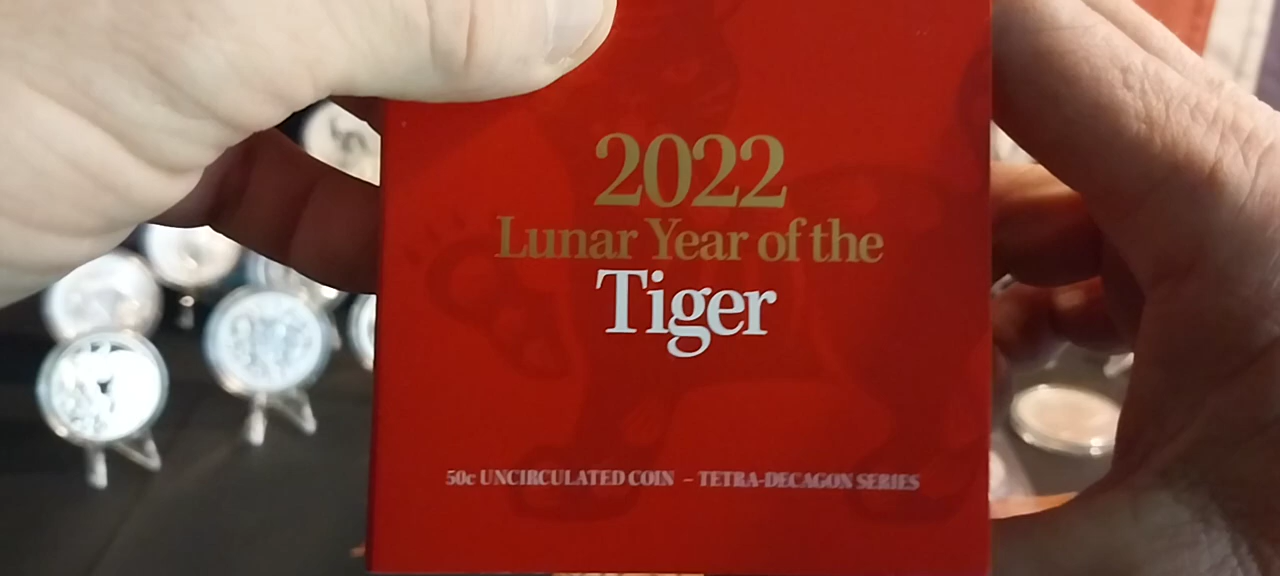 2022
Lunar Year of the
Tiger
50c UNCIRCULATED COIN – TETRA-DECAGON SERIES